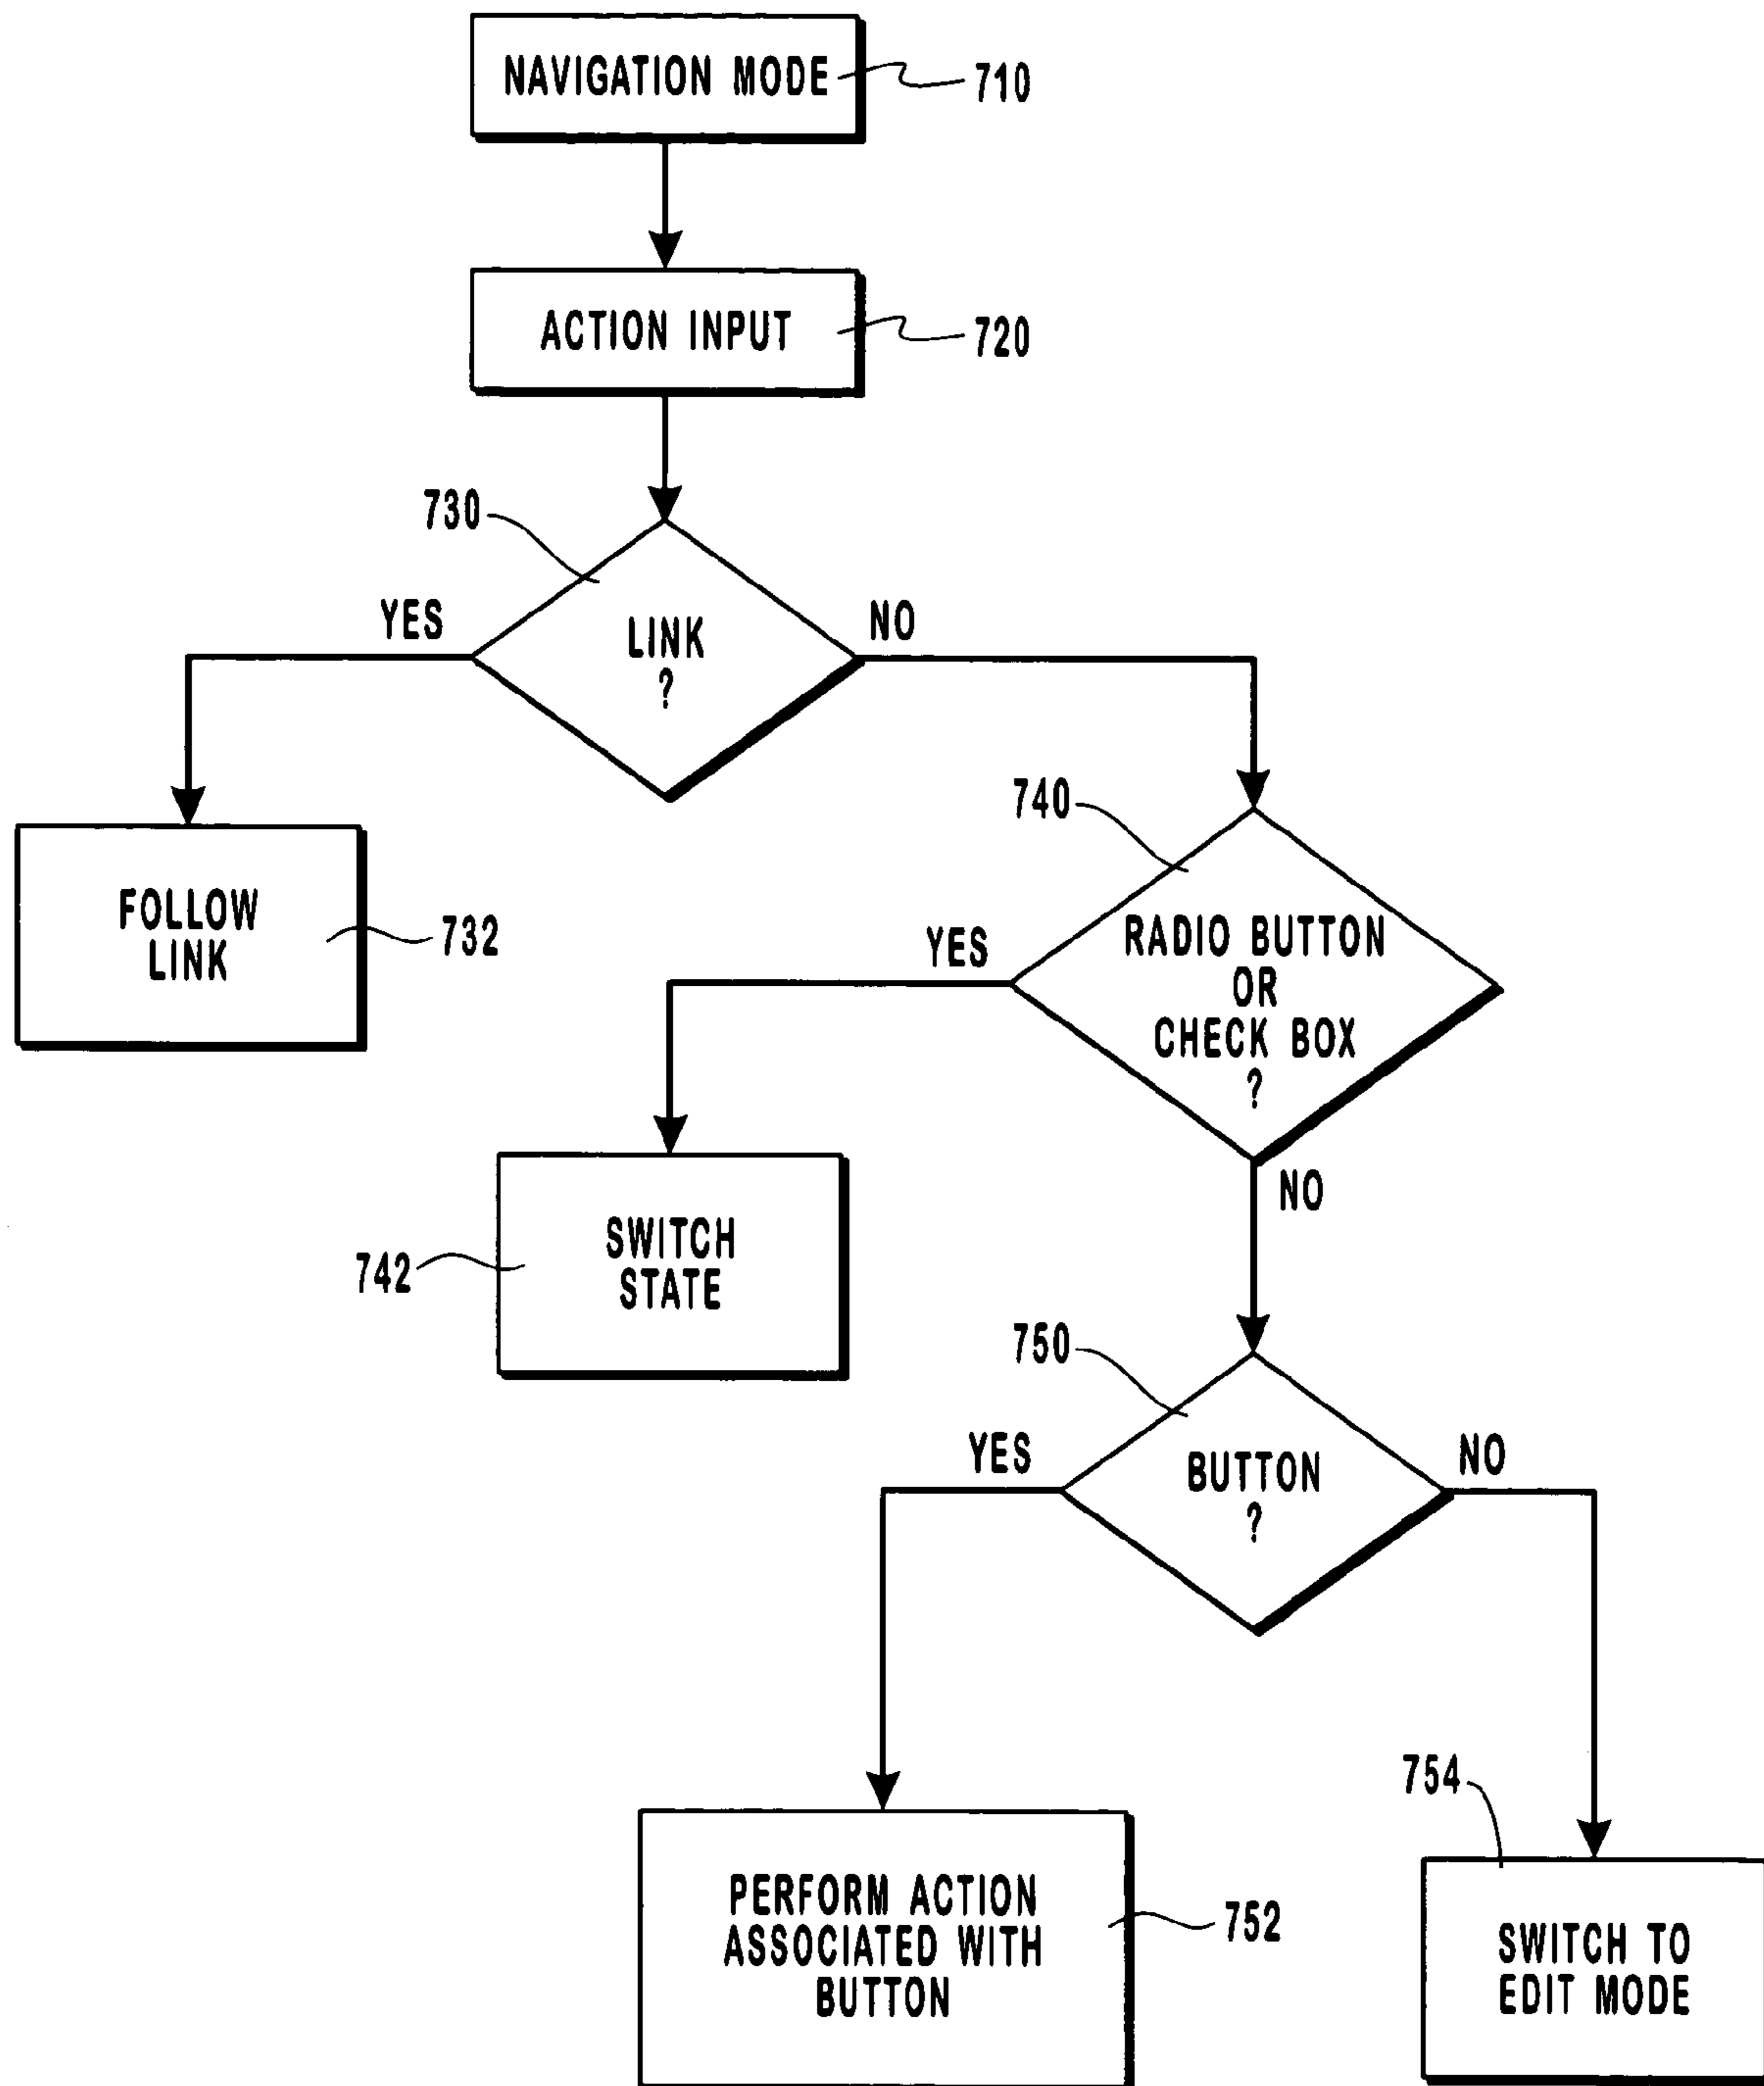 NAVIGATION MODE
710
ACTION INPUT
720
730
YES
LINK
?
NO
FOLLOW
LINK
732
740
YES
RADIO BUTTON
OR
CHECK BOX
?
NO
742
SWITCH
STATE
750
YES
BUTTON
?
NO
PERFORM ACTION
ASSOCIATED WITH
BUTTON
752
754
SWITCH TO
EDIT MODE